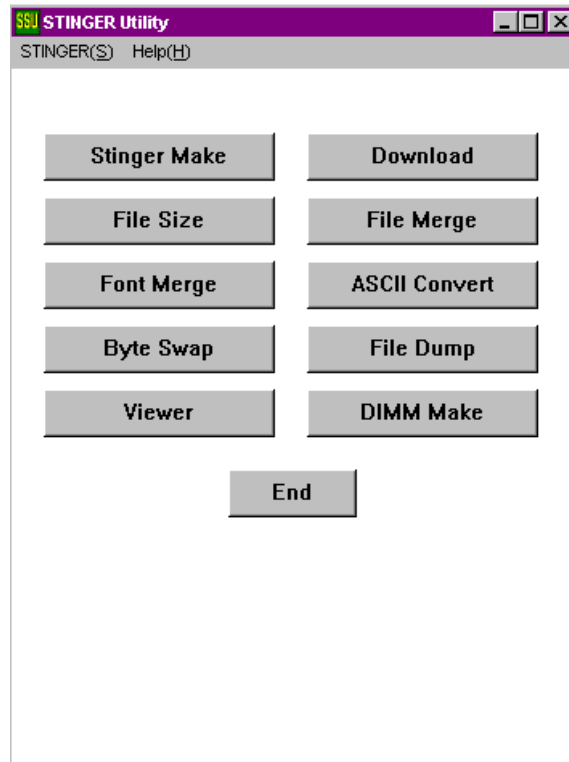 SSU STINGER Utility
STINGER(S) Help(H)
Stinger Make Download
File Size File Merge
Font Merge ASCII Convert
Byte Swap File Dump
Viewer DIMM Make
End